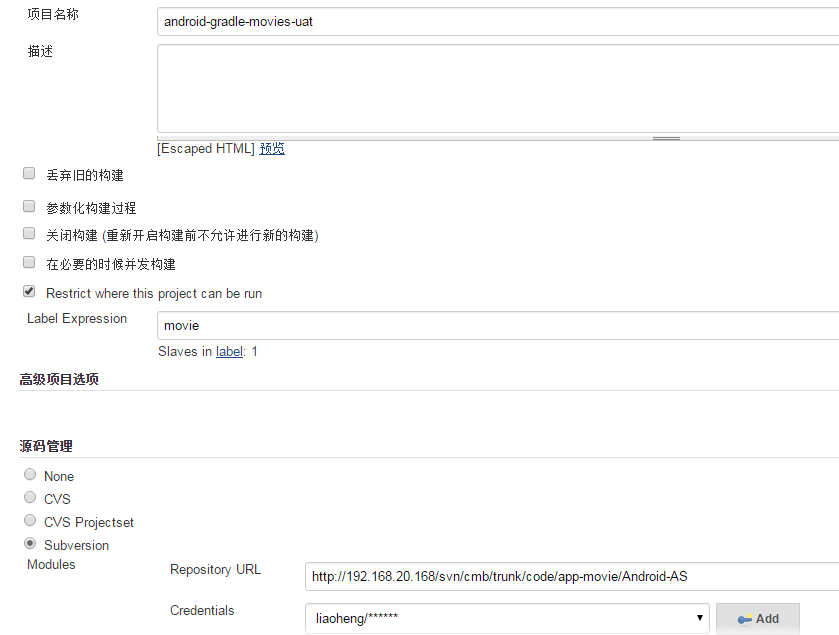 项目名称
android-gradle-movies-uat
描述
[Escaped HTML] 预览
丢弃旧的构建
参数化构建过程
关闭构建 (重新开启构建前不允许进行新的构建)
在必要的时候并发构建
Restrict where this project can be run
Label Expression
movie
Slaves in label: 1
高级项目选项
源码管理
None
CVS
CVS Projectset
Subversion
Modules
Repository URL
http://192.168.20.168/svn/cmb/trunk/code/app-movie/Android-AS
Credentials
liaoheng/******
Add